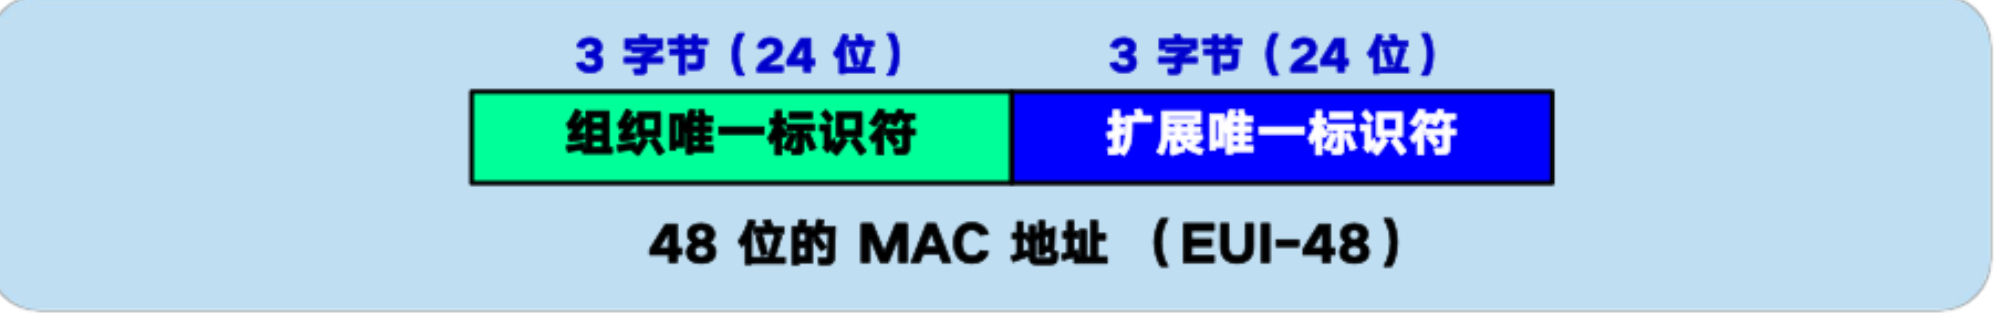 3 字节（24 位） 3 字节（24 位）
组织唯一标识符 扩展唯一标识符
48 位的 MAC 地址 （EUI-48）